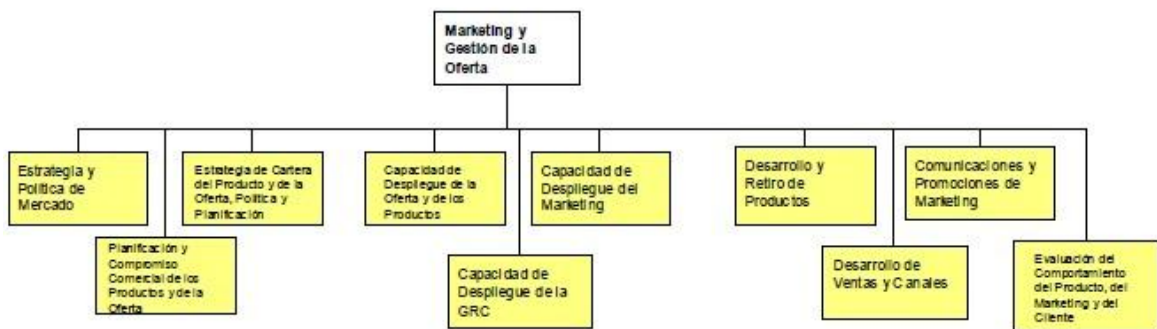 Marketing y
Gestión de la
Oferta
Estrategia y
Política de
Mercado
Estrategia de Cartera
del Producto y de la
Oferta, Política y
Planificación
Capacidad de
Despliegue de la
Oferta y de los
Productos
Capacidad de
Despliegue del
Marketing
Desarrollo y
Retiro de
Productos
Comunicaciones y
Promociones de
Marketing
Planificación y
Compromiso
Comercial de los
Productos y de la
Oferta
Capacidad de
Despliegue de la
GRC
Desarrollo de
Ventas y Canales
Evaluación del
Comportamiento
del Producto, del
Marketing y del
Cliente